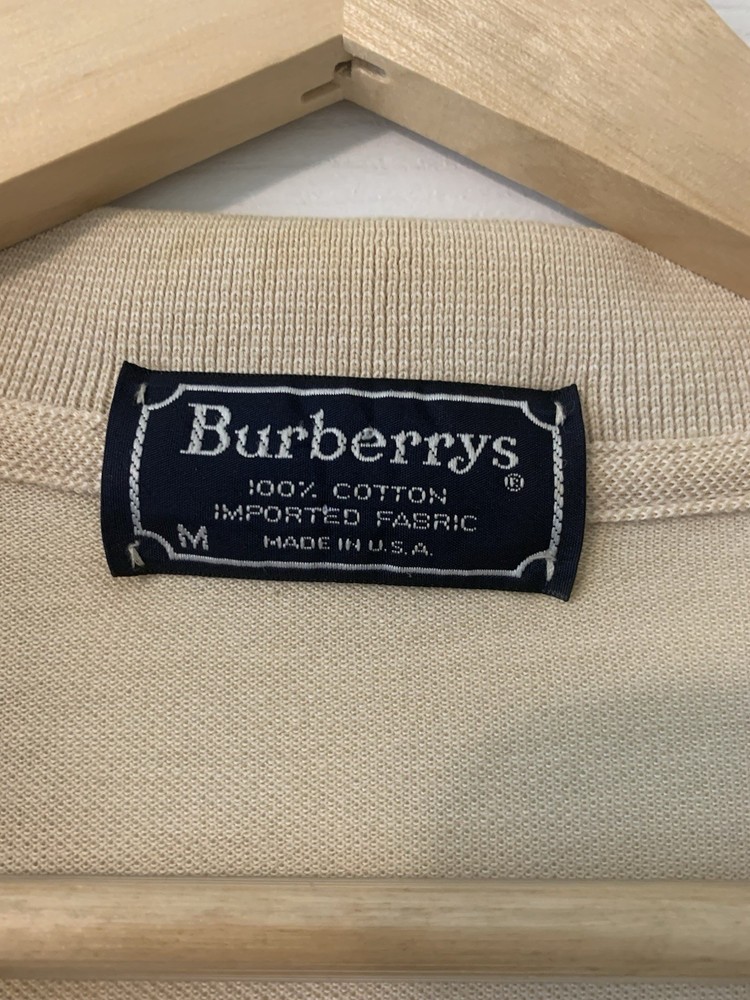 Burberrys®
100% COTTON
IMPORTED FABRIC
M MADE IN U.S.A.